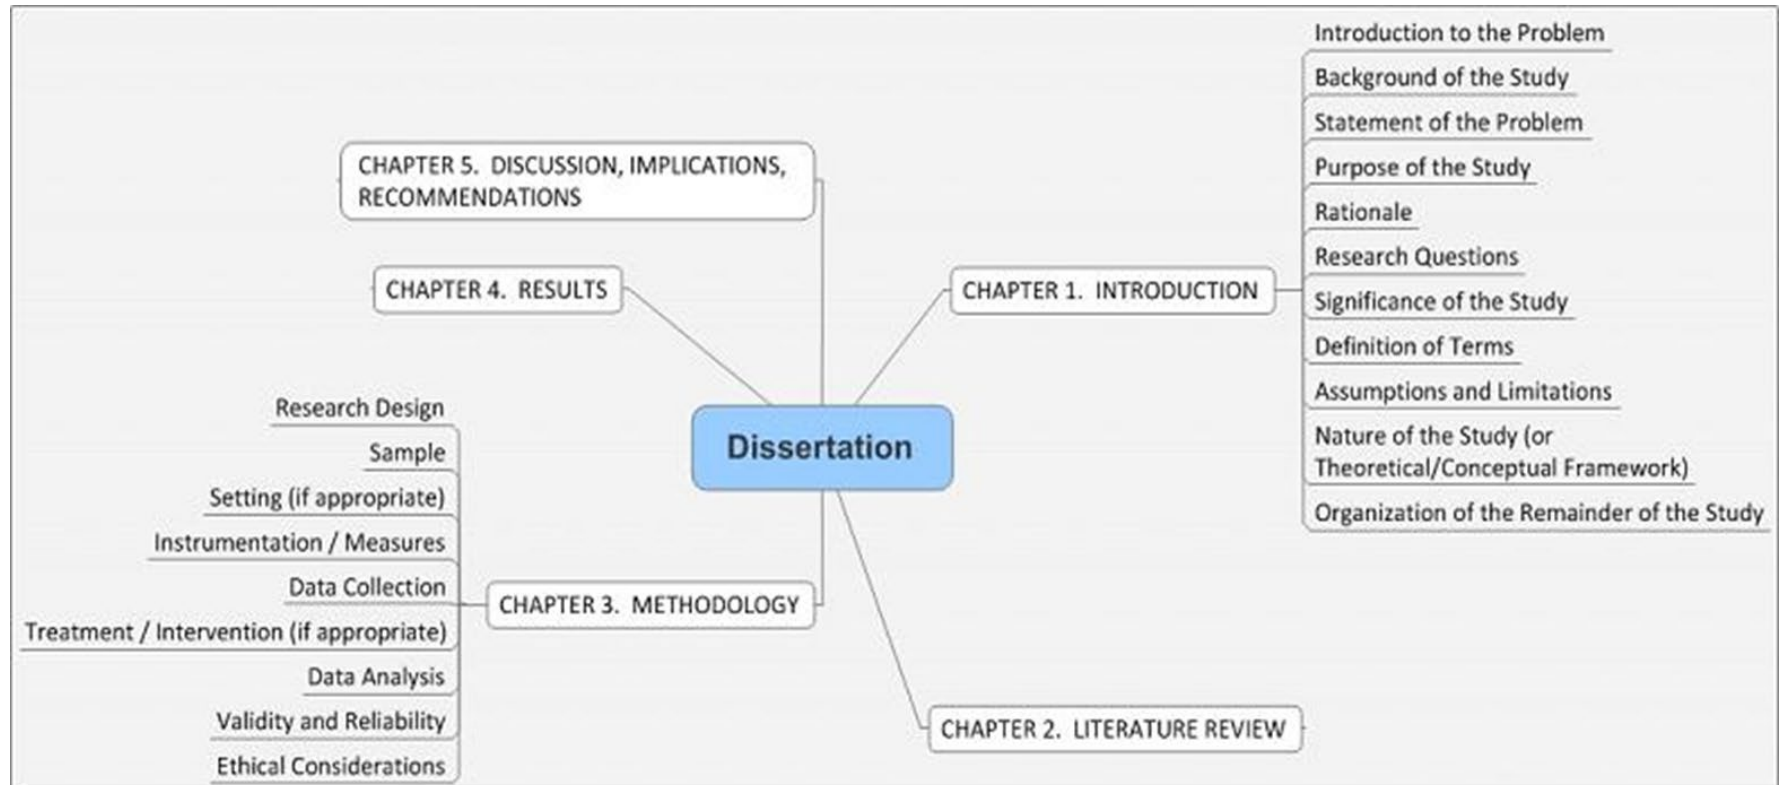 Dissertation
CHAPTER 1.  INTRODUCTION
Introduction to the Problem
Background of the Study
Statement of the Problem
Purpose of the Study
Rationale
Research Questions
Significance of the Study
Definition of Terms
Assumptions and Limitations
Nature of the Study (or
Theoretical/Conceptual Framework)
Organization of the Remainder of the Study
CHAPTER 2.  LITERATURE REVIEW
CHAPTER 3.  METHODOLOGY
Research Design
Sample
Setting (if appropriate)
Instrumentation / Measures
Data Collection
Treatment / Intervention (if appropriate)
Data Analysis
Validity and Reliability
Ethical Considerations
CHAPTER 4.  RESULTS
CHAPTER 5.  DISCUSSION, IMPLICATIONS,
RECOMMENDATIONS